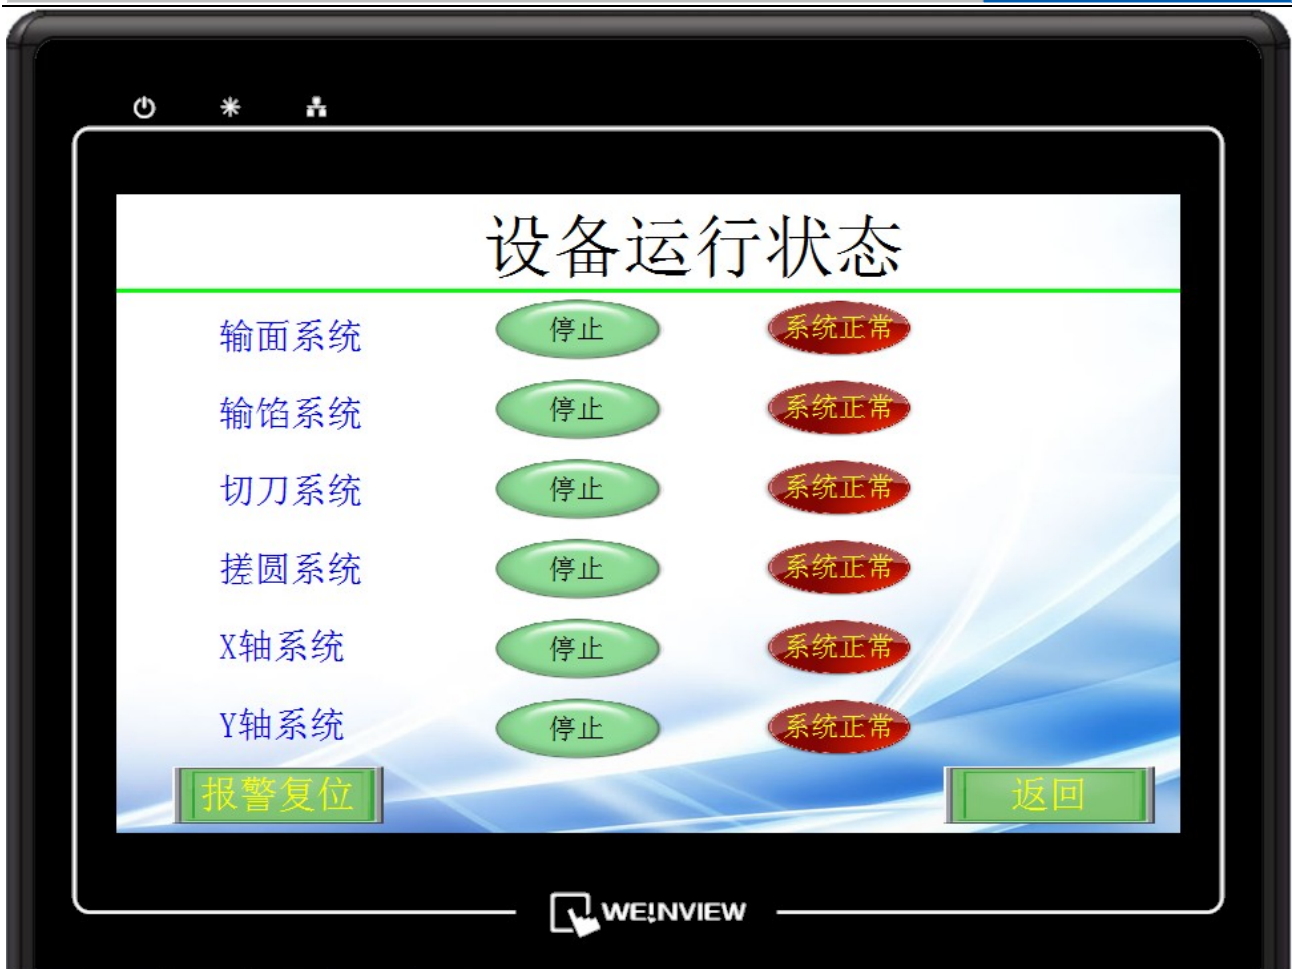 设备运行状态
输面系统 停止 系统正常
输馅系统 停止 系统正常
切刀系统 停止 系统正常
搓圆系统 停止 系统正常
X轴系统 停止 系统正常
Y轴系统 停止 系统正常
报警复位 返回
WE!NVIEW